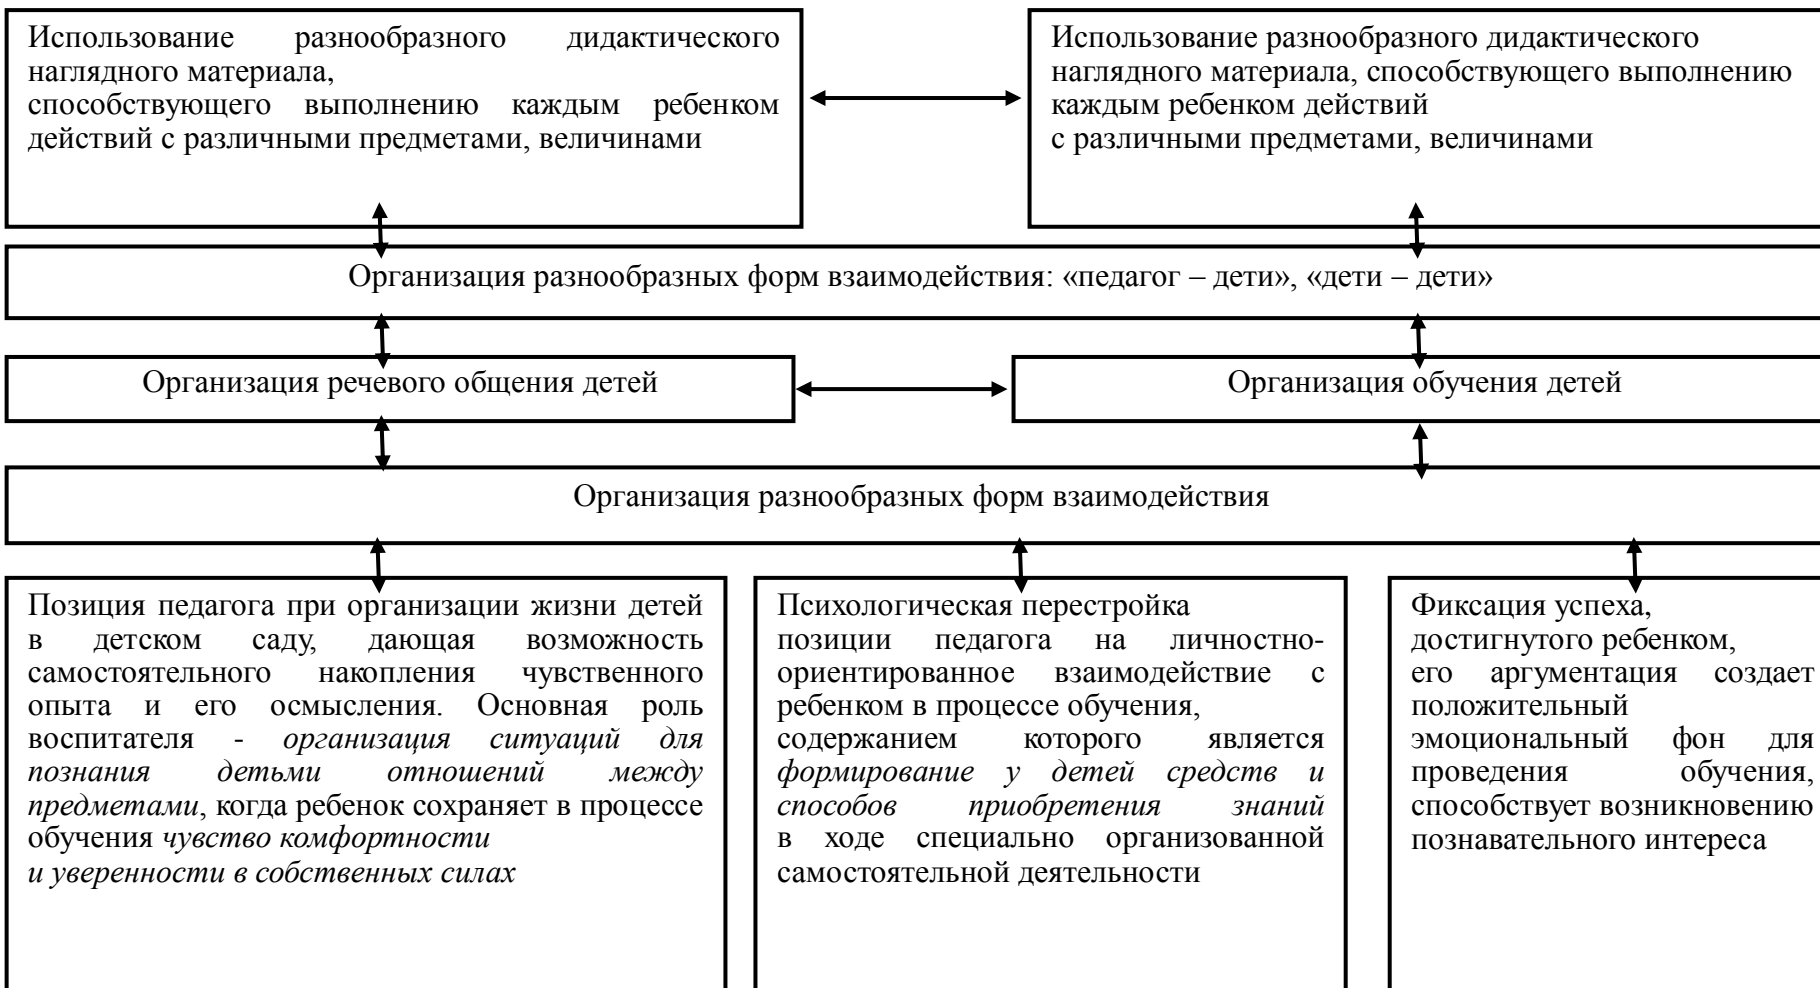 Использование разнообразного дидактического
наглядного материала,
способствующего выполнению каждым ребенком
действий с различными предметами, величинами
Использование разнообразного дидактического
наглядного материала, способствующего выполнению
каждым ребенком действий
с различными предметами, величинами
Организация разнообразных форм взаимодействия: «педагог – дети», «дети – дети»
Организация речевого общения детей
Организация обучения детей
Организация разнообразных форм взаимодействия
Позиция педагога при организации жизни детей
в детском саду, дающая возможность
самостоятельного накопления чувственного
опыта и его осмысления. Основная роль
воспитателя - организация ситуаций для
познания детьми отношений между
предметами, когда ребенок сохраняет в процессе
обучения чувство комфортности
и уверенности в собственных силах
Психологическая перестройка
позиции педагога на личностно-
ориентированное взаимодействие с
ребенком в процессе обучения,
содержанием которого является
формирование у детей средств и
способов приобретения знаний
в ходе специально организованной
самостоятельной деятельности
Фиксация успеха,
достигнутого ребенком,
его аргументация создает
положительный
эмоциональный фон для
проведения обучения,
способствует возникновению
познавательного интереса